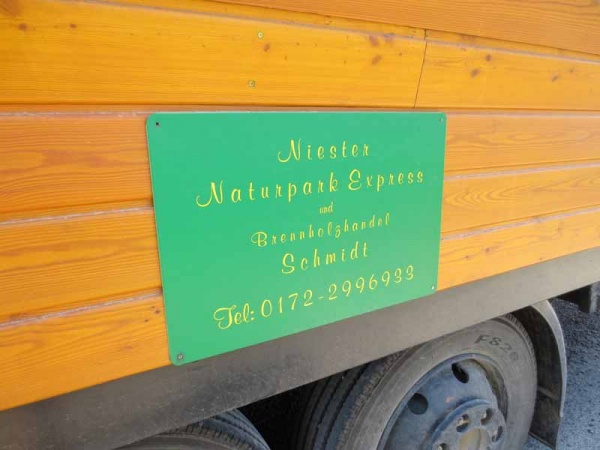 Niester
Naturpark Express
und
Brennholzhandel
Schmidt
Tel: 0172-2996933